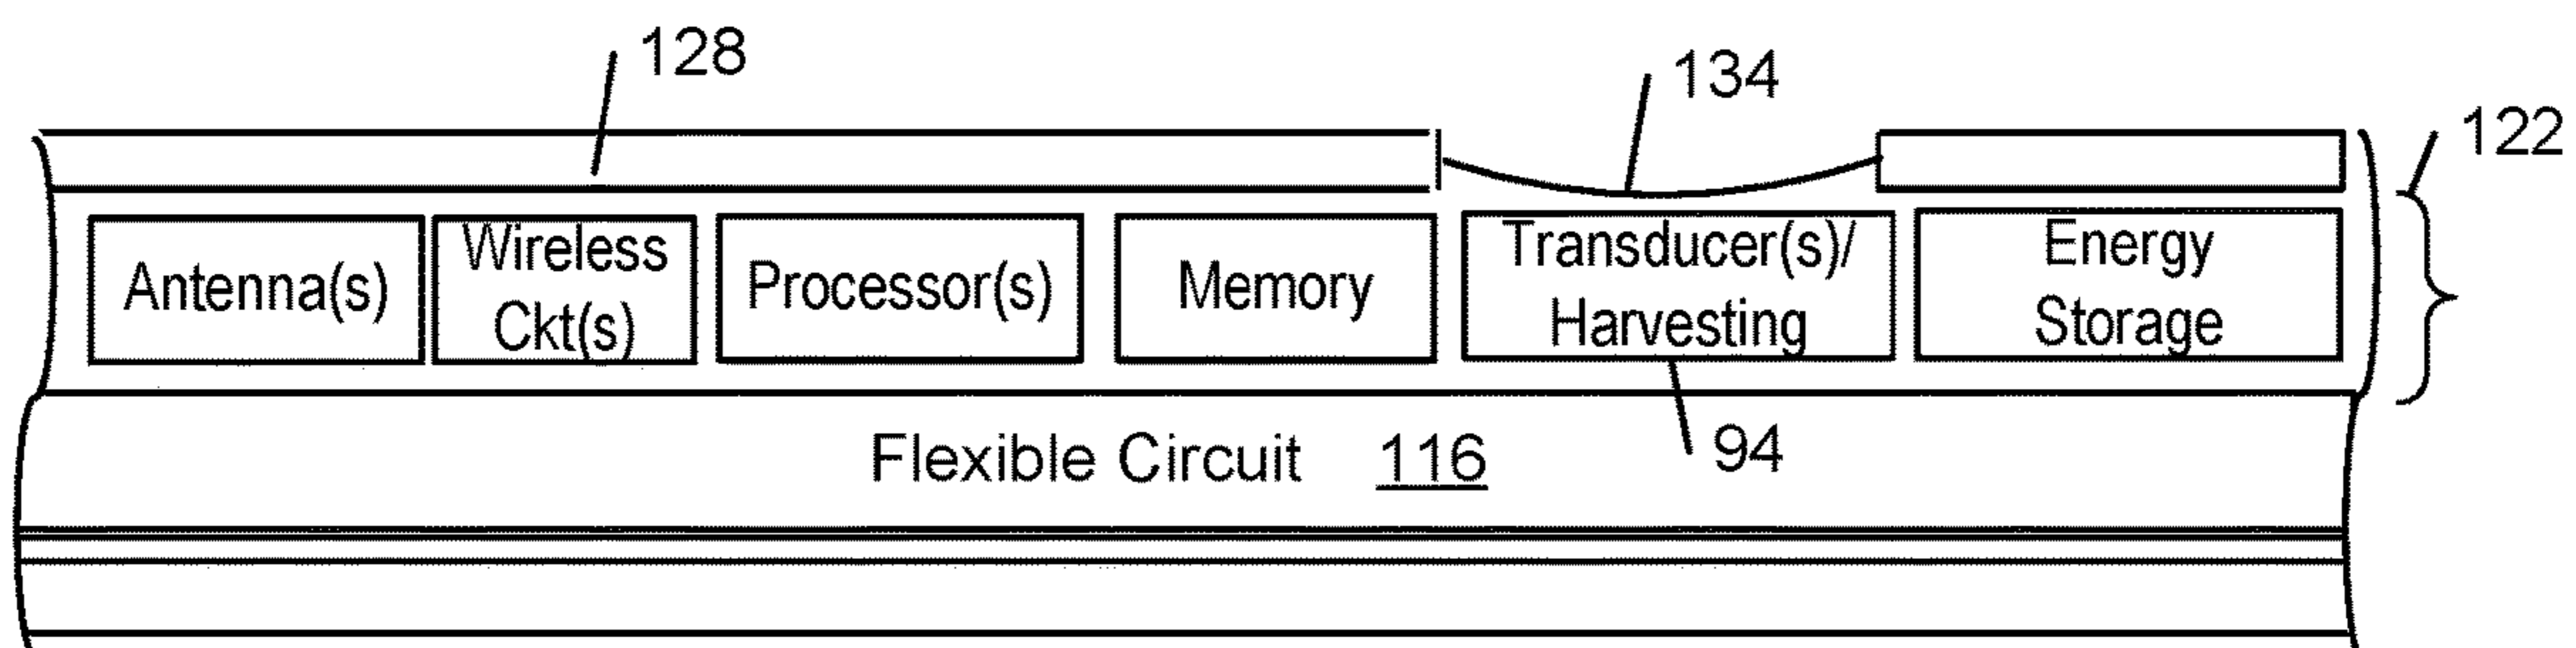 128
134
122
Antenna(s)
Wireless
Ckt(s)
Processor(s)
Memory
Transducer(s)/
Harvesting
Energy
Storage
Flexible Circuit 116
94